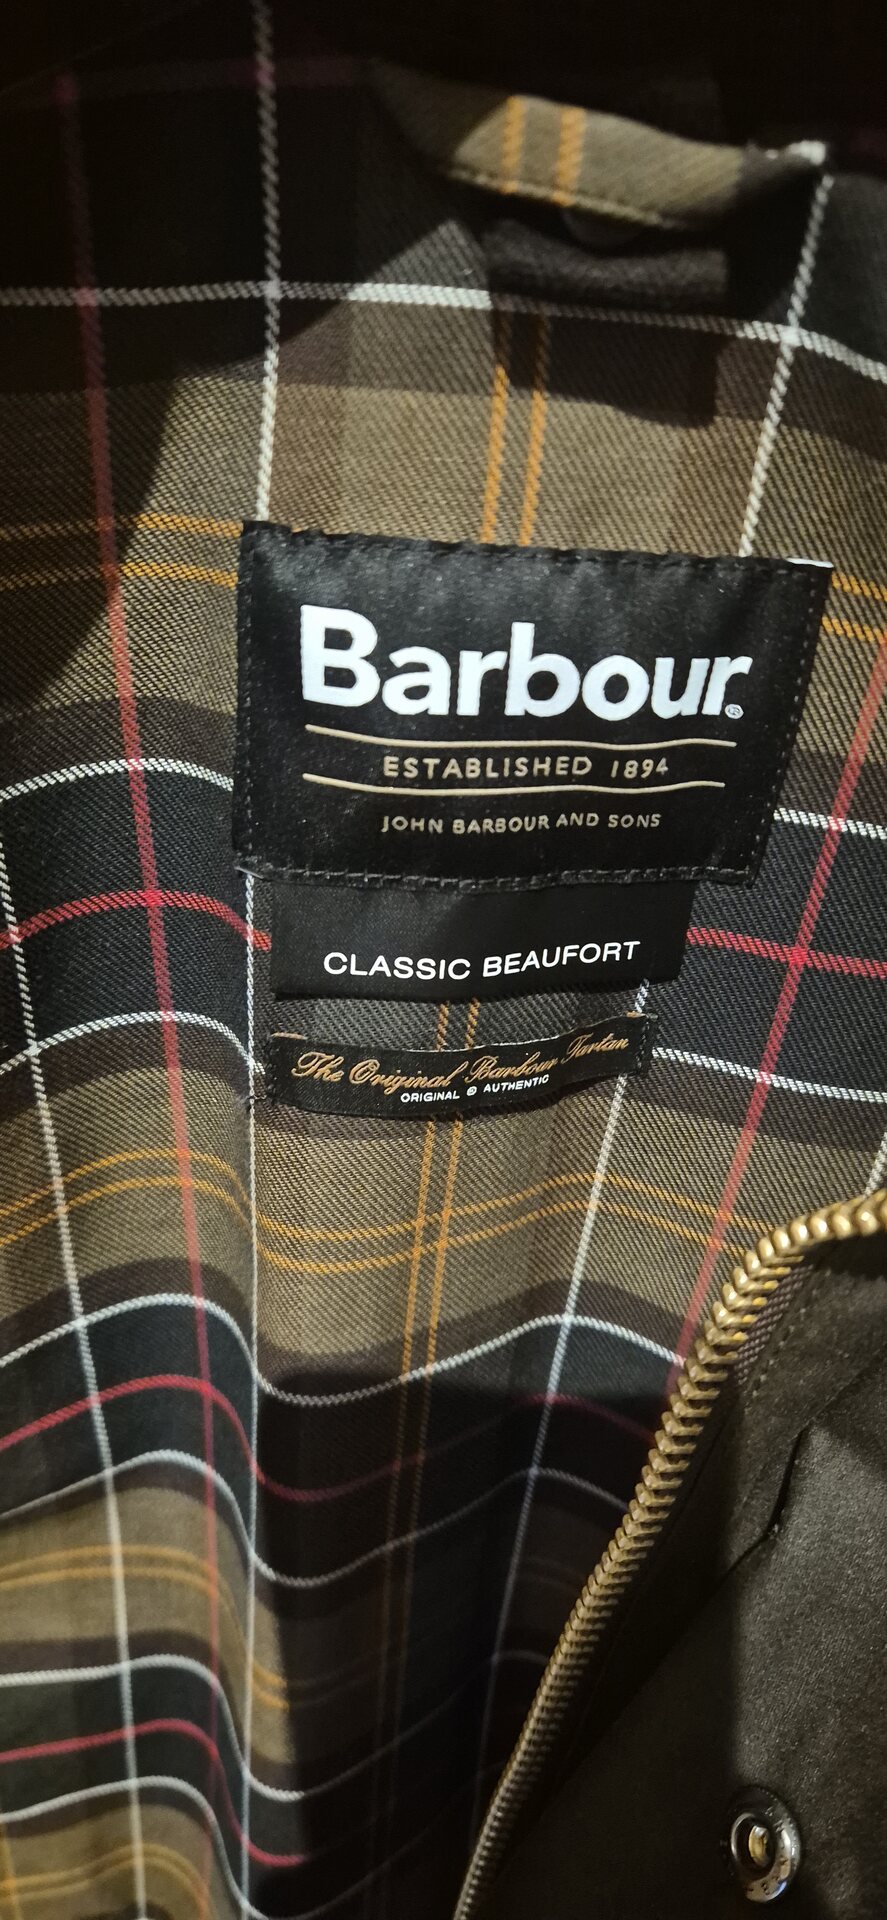 Barbour®
ESTABLISHED 1894
JOHN BARBOUR AND SONS
CLASSIC BEAUFORT
The Original Barbour Tartan
ORIGINAL & AUTHENTIC